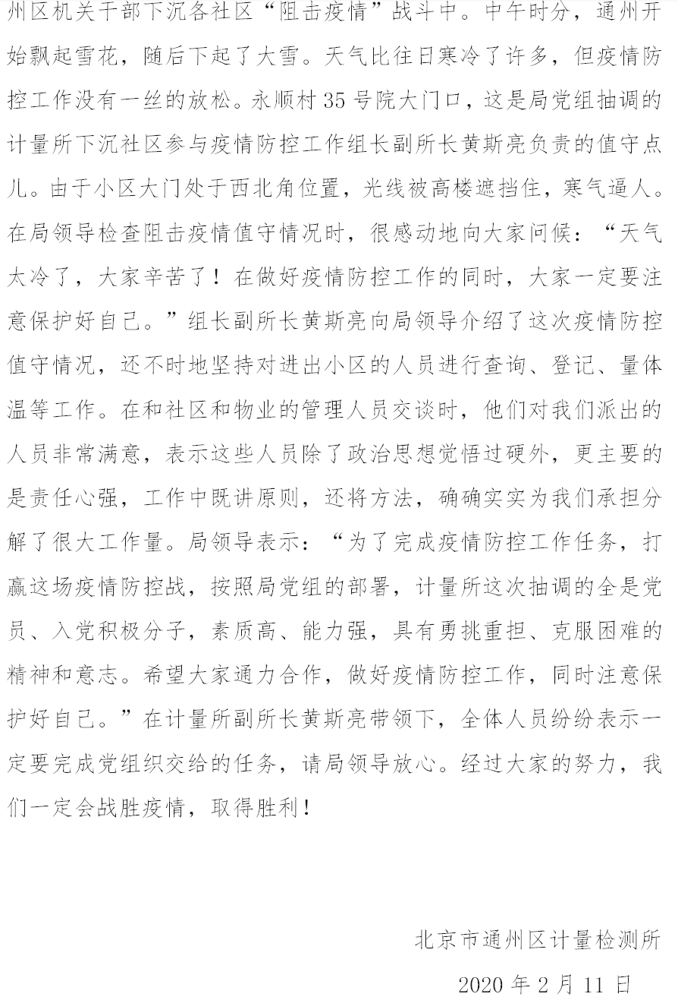 州区机关干部下沉各社区“阻击疫情”战斗中。中午时分，通州开
始飘起雪花，随后下起了大雪。天气比往日寒冷了许多，但疫情防
控工作没有一丝的放松。永顺村 35 号院大门口，这是局党组抽调的
计量所下沉社区参与疫情防控工作组长副所长黄斯亮负责的值守点
儿。由于小区大门处于西北角位置，光线被高楼遮挡住，寒气逼人。
在局领导检查阻击疫情值守情况时，很感动地向大家问候：“天气
太冷了，大家辛苦了！在做好疫情防控工作的同时，大家一定要注
意保护好自己。”组长副所长黄斯亮向局领导介绍了这次疫情防控
值守情况，还不时地坚持对进出小区的人员进行查询、登记、量体
温等工作。在和社区和物业的管理人员交谈时，他们对我们派出的
人员非常满意，表示这些人员除了政治思想觉悟过硬外，更主要的
是责任心强，工作中既讲原则，还将方法，确确实实为我们承担分
解了很大工作量。局领导表示：“为了完成疫情防控工作任务，打
赢这场疫情防控战，按照局党组的部署，计量所这次抽调的全是党
员、入党积极分子，素质高、能力强，具有勇挑重担、克服困难的
精神和意志。希望大家通力合作，做好疫情防控工作，同时注意保
护好自己。”在计量所副所长黄斯亮带领下，全体人员纷纷表示一
定要完成党组织交给的任务，请局领导放心。经过大家的努力，我
们一定会战胜疫情，取得胜利！
北京市通州区计量检测所
2020 年 2 月 11 日